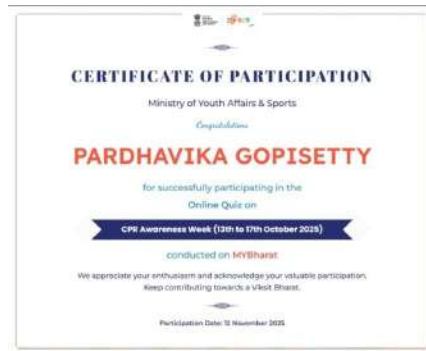 CERTIFICATE OF PARTICIPATION
Ministry of Youth Affairs & Sports
Congratulations
PARDHAVIKA GOPISETTY
for successfully participating in the
Online Quiz on
CPR Awareness Week (13th to 17th October 2025)
conducted on MYBharat
We appreciate your enthusiasm and acknowledge your valuable participation.
Keep contributing towards a Viksit Bharat.
Participation Date: 12 November 2025